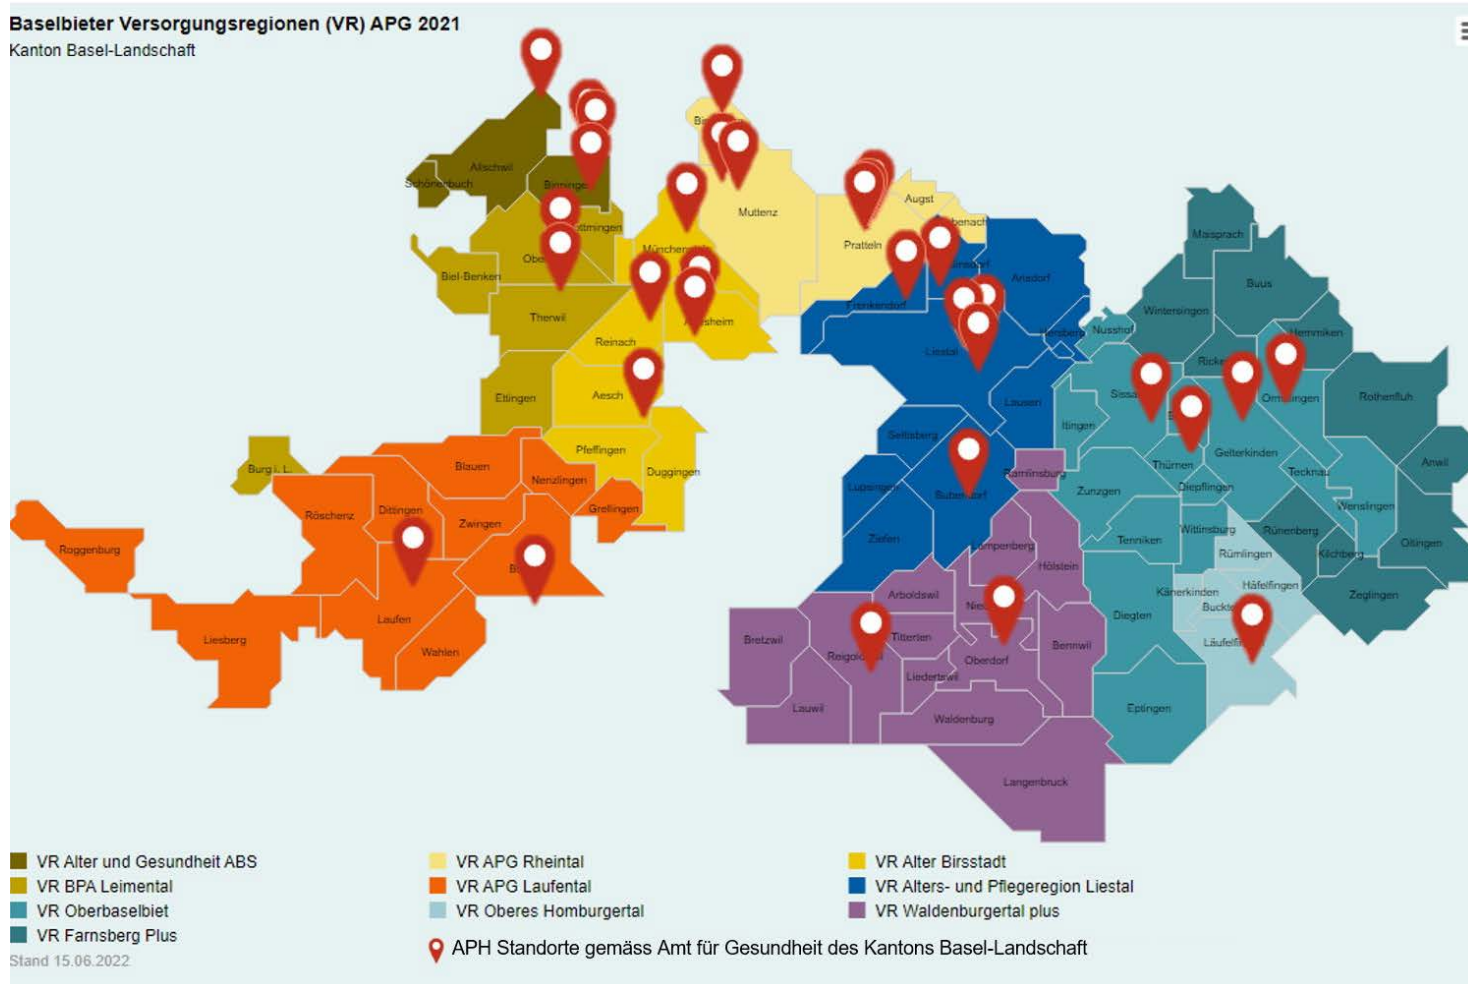 Baselbieter Versorgungsregionen (VR) APG 2021
Kanton Basel-Landschaft
Allschwil
Schönenbuch
Muttenz
Augst
Pratteln
Biel-Benken
Therwil
Reinach
Ettingen
Aesch
Pfeffingen
Duggingen
Burg i. L.
Blauen
Nenzlingen
Grellingen
Röschenz
Dittingen
Zwingen
Roggenburg
Liesberg
Laufen
Wahlen
Frenkendorf
Arisdorf
Hersberg
Liestal
Lausen
Seltisberg
Lupsingen
Bubendorf
Ziefen
Ramlinsburg
Lampenberg
Hölstein
Arboldswil
Bretzwil
Titterten
Oberdorf
Bennwil
Liedertswil
Lauwil
Waldenburg
Langenbruck
Maisprach
Buus
Wintersingen
Nusshof
Hemmiken
Rothenfluh
Itingen
Gelterkinden
Thürnen
Tecknau
Anwil
Zunzgen
Diepflingen
Wenslingen
Wittinsburg
Rünenberg
Tenniken
Rümlingen
Kilchberg
Oltingen
Känerkinden
Häfelfingen
Zeglingen
Diegten
Eptingen
VR Alter und Gesundheit ABS
VR APG Rheintal
VR Alter Birsstadt
VR BPA Leimental
VR APG Laufental
VR Alters- und Pflegeregion Liestal
VR Oberbaselbiet
VR Oberes Homburgertal
VR Waldenburgertal plus
VR Farnsberg Plus
APH Standorte gemäss Amt für Gesundheit des Kantons Basel-Landschaft
Stand 15.06.2022